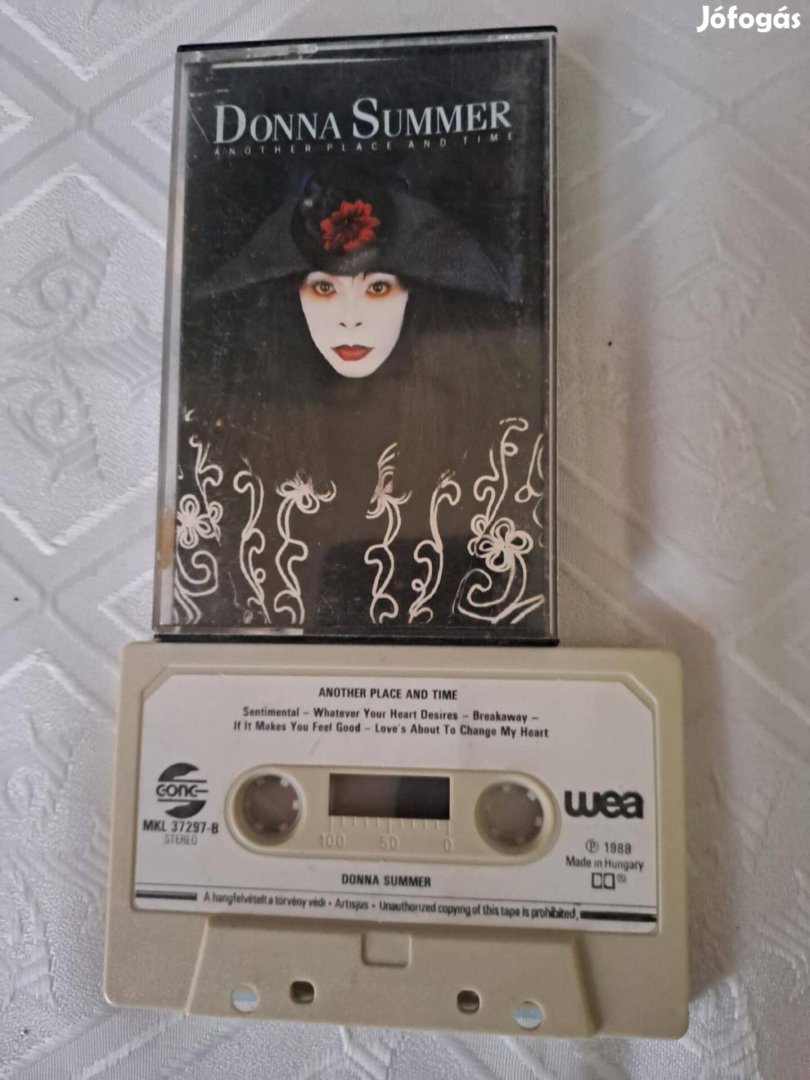 Jófogás
DONNA SUMMER
ANOTHER PLACE AND TIME
ANOTHER PLACE AND TIME
Sentimental – Whatever Your Heart Desires – Breakaway –
If It Makes You Feel Good – Love's About To Change My Heart
GONG
MKL 37297-B
STEREO
wea
Ⓟ 1988
Made in Hungary
100 50 0
DONNA SUMMER
A hangfelvételt a törvény védi • Artisjus • Unauthorized copying of this tape is prohibited.